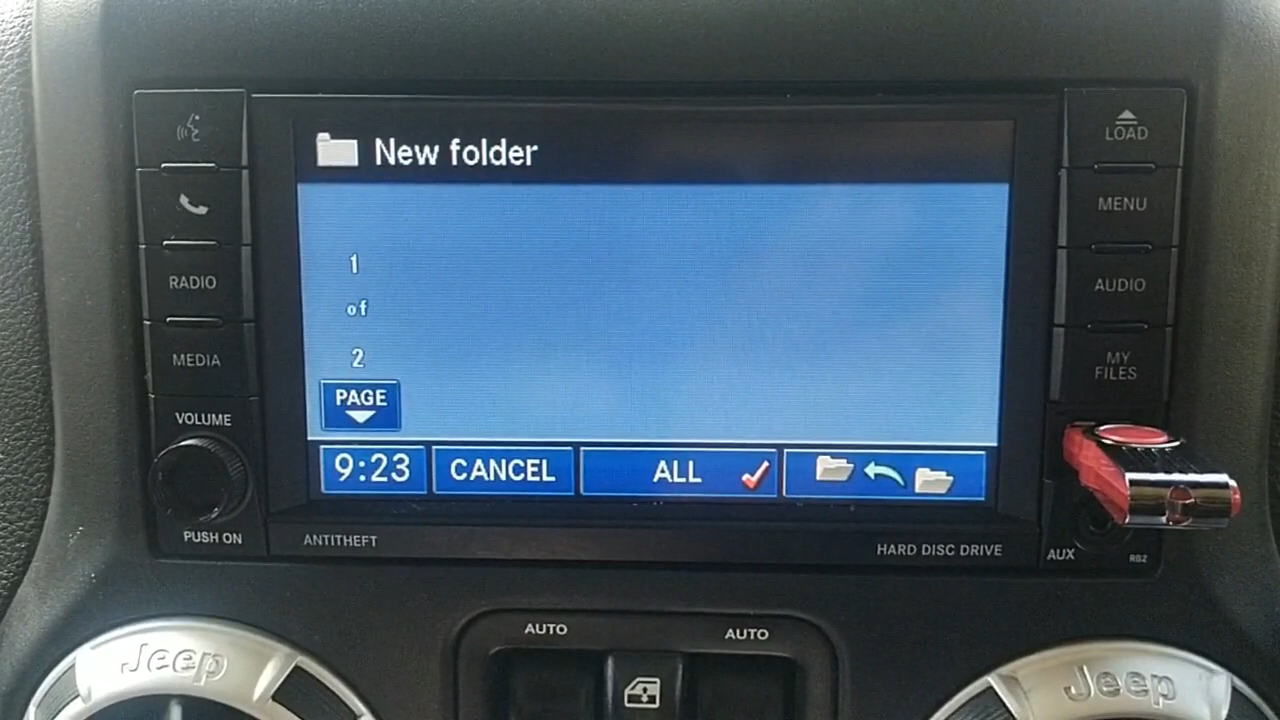 New folder
1
of
2
PAGE
9:23
CANCEL
ALL
RADIO
MEDIA
VOLUME
PUSH ON
LOAD
MENU
AUDIO
MY
FILES
ANTITHEFT
HARD DISC DRIVE
AUX
RB2
AUTO
AUTO
Jeep
Jeep